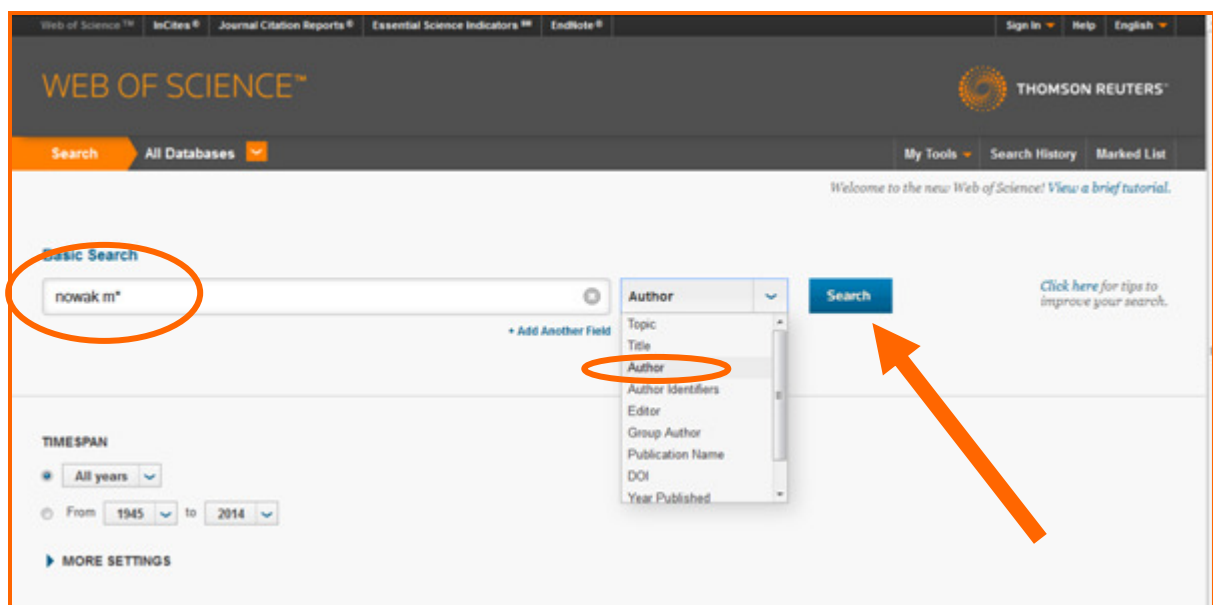 Web of Science™ InCites® Journal Citation Reports® Essential Science Indicators℠ EndNote® Sign In Help English
WEB OF SCIENCE™ THOMSON REUTERS™
Search All Databases My Tools Search History Marked List
Welcome to the new Web of Science! View a brief tutorial.
Basic Search
nowak m* Author Search Click here for tips to
improve your search.
+ Add Another Field
Topic
Title
Author
Author Identifiers
Editor
Group Author
Publication Name
DOI
Year Published
TIMESPAN
All years
From 1945 to 2014
MORE SETTINGS